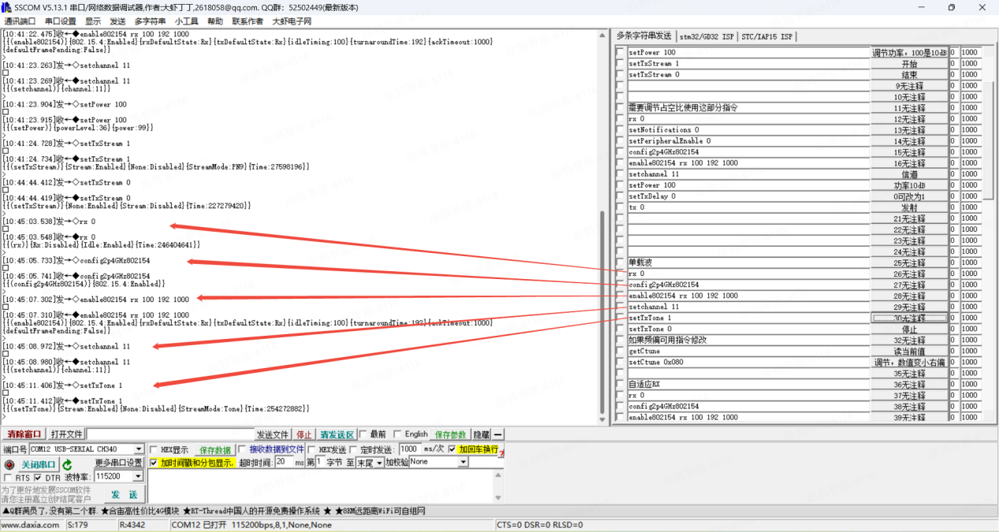 SSCOM V5.13.1 串口/网络数据调试器,作者:大虾丁丁,2618058@qq.com. QQ群：52502449(最新版本)
通讯端口 串口设置 显示 发送 多字符串 小工具 帮助 联系作者 大虾电子网
[10:41:22.475]收←◆enable802154 rx 100 192 1000
{{(enable802154)}{802.15.4:Enabled}{rxDefaultState:Rx}{txDefaultState:Rx}{idleTiming:100}{turnaroundTime:192}{ackTimeout:1000}
{defaultFramePending:False}}
>
[10:41:23.263]发→◇setchannel 11
□
[10:41:23.269]收←◆setchannel 11
{{(setchannel)}{channel:11}}
>
[10:41:23.904]发→◇setPower 100
□
[10:41:23.915]收←◆setPower 100
{{(setPower)}{powerLevel:36}{power:99}}
>
[10:41:24.728]发→◇setTxStream 1
□
[10:41:24.734]收←◆setTxStream 1
{{(setTxStream)}{Stream:Enabled}{None:Disabled}{StreamMode:PN9}{Time:27598196}}
>
[10:44:44.412]发→◇setTxStream 0
□
[10:44:44.419]收←◆setTxStream 0
{{(setTxStream)}{None:Enabled}{Stream:Disabled}{Time:227279420}}
>
[10:45:03.538]发→◇rx 0
□
[10:45:03.548]收←◆rx 0
{{(rx)}{Rx:Disabled}{Idle:Enabled}{Time:246404641}}
>
[10:45:05.733]发→◇config2p4GHz802154
□
[10:45:05.741]收←◆config2p4GHz802154
{{(config2p4GHz802154)}{802.15.4:Enabled}}
>
[10:45:07.302]发→◇enable802154 rx 100 192 1000
□
[10:45:07.310]收←◆enable802154 rx 100 192 1000
{{(enable802154)}{802.15.4:Enabled}{rxDefaultState:Rx}{txDefaultState:Rx}{idleTiming:100}{turnaroundTime:192}{ackTimeout:1000}
{defaultFramePending:False}}
>
[10:45:08.972]发→◇setchannel 11
□
[10:45:08.980]收←◆setchannel 11
{{(setchannel)}{channel:11}}
>
[10:45:11.406]发→◇setTxTone 1
□
[10:45:11.412]收←◆setTxTone 1
{{(setTxTone)}{Stream:Enabled}{None:Disabled}{StreamMode:Tone}{Time:254272882}}
>
多条字符串发送 stm32/GD32 ISP STC/IAP15 ISP
setPower 100 调节功率，100是10dB 0 1000
setTxStream 1 开始 0 1000
setTxStream 0 结束 0 1000
9无注释 0 1000
10无注释 0 1000
需要调节占空比使用这部分指令 11无注释 0 1000
rx 0 12无注释 0 1000
setNotifications 0 13无注释 0 1000
setPeripheralEnable 0 14无注释 0 1000
config2p4GHz802154 15无注释 0 1000
enable802154 rx 100 192 1000 16无注释 0 1000
setchannel 11 信道 0 1000
setPower 100 功率10dB 0 1000
setTxDelay 0 0可改为1 0 1000
tx 0 发射 0 1000
21无注释 0 1000
22无注释 0 1000
23无注释 0 1000
24无注释 0 1000
单载波 25无注释 0 1000
rx 0 26无注释 0 1000
config2p4GHz802154 27无注释 0 1000
enable802154 rx 100 192 1000 28无注释 0 1000
setchannel 11 29无注释 0 1000
setTxTone 1 30无注释 0 1000
setTxTone 0 停止 0 1000
如果频偏可用指令修改 32无注释 0 1000
getCtune 读当前值 0 1000
setCtune 0x080 调节，数值变小右偏 0 1000
35无注释 0 1000
自适应RX 36无注释 0 1000
rx 0 37无注释 0 1000
config2p4GHz802154 38无注释 0 1000
enable802154 rx 100 192 1000 39无注释 0 1000
清除窗口 打开文件 发送文件 停止 清发送区 最前 English 保存参数 隐藏 —
端口号 COM12 USB-SERIAL CH340 HEX显示 保存数据 接收数据到文件 HEX发送 定时发送: 1000 ms/次 加回车换行
关闭串口 更多串口设置 加时间戳和分包显示, 超时时间: 20 ms 第 1 字节 至 末尾 加校验 None
RTS DTR 波特率: 115200
为了更好地发展SSCOM软件
请您注册嘉立创F结尾客户
发 送
▲Q群满员了,没有第二个群. ★合宙高性价比4G模块 ★RT-Thread中国人的开源免费操作系统 ★ ★8KM远距离WiFi可自组网
www.daxia.com S:179 R:4342 COM12 已打开 115200bps,8,1,None,None CTS=0 DSR=0 RLSD=0